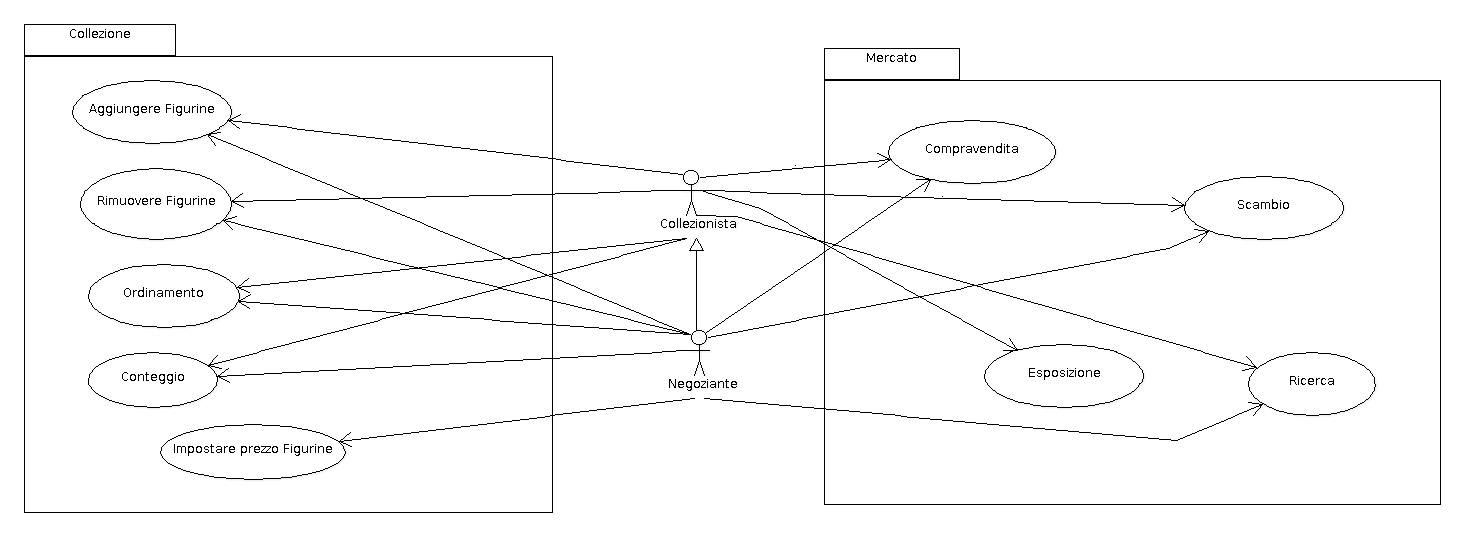 Collezione
Aggiungere Figurine
Rimuovere Figurine
Ordinamento
Conteggio
Impostare prezzo Figurine
Collezionista
Negoziante
Mercato
Compravendita
Scambio
Esposizione
Ricerca